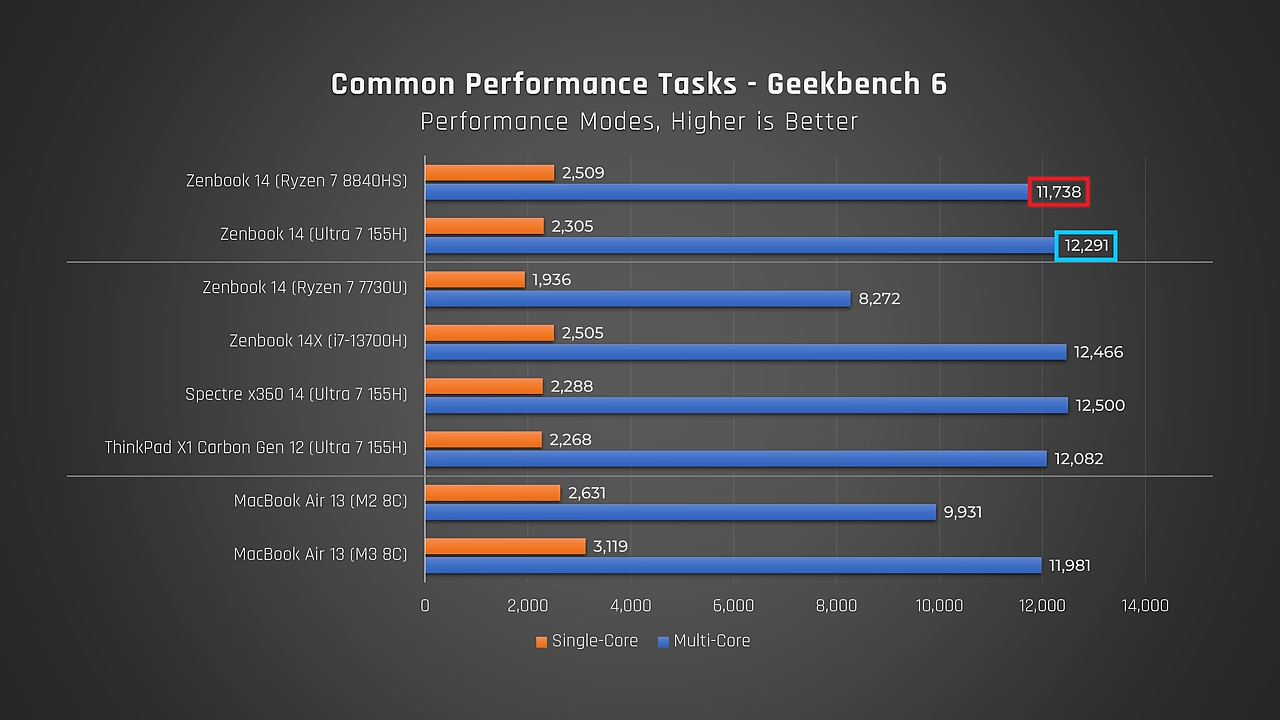 Common Performance Tasks - Geekbench 6
Performance Modes, Higher is Better
Zenbook 14 (Ryzen 7 8840HS)
2,509
11,738
Zenbook 14 (Ultra 7 155H)
2,305
12,291
Zenbook 14 (Ryzen 7 7730U)
1,936
8,272
Zenbook 14X (i7-13700H)
2,505
12,466
Spectre x360 14 (Ultra 7 155H)
2,288
12,500
ThinkPad X1 Carbon Gen 12 (Ultra 7 155H)
2,268
12,082
MacBook Air 13 (M2 8C)
2,631
9,931
MacBook Air 13 (M3 8C)
3,119
11,981
0 2,000 4,000 6,000 8,000 10,000 12,000 14,000
Single-Core Multi-Core